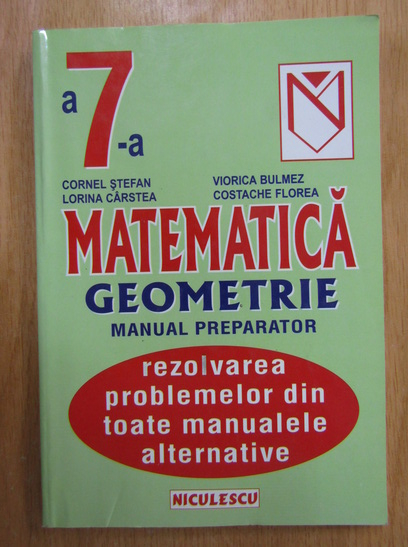 a 7-a
CORNEL ŞTEFAN
LORINA CÂRSTEA
VIORICA BULMEZ
COSTACHE FLOREA
MATEMATICĂ
GEOMETRIE
MANUAL PREPARATOR
rezolvarea
problemelor din
toate manualele
alternative
NICULESCU